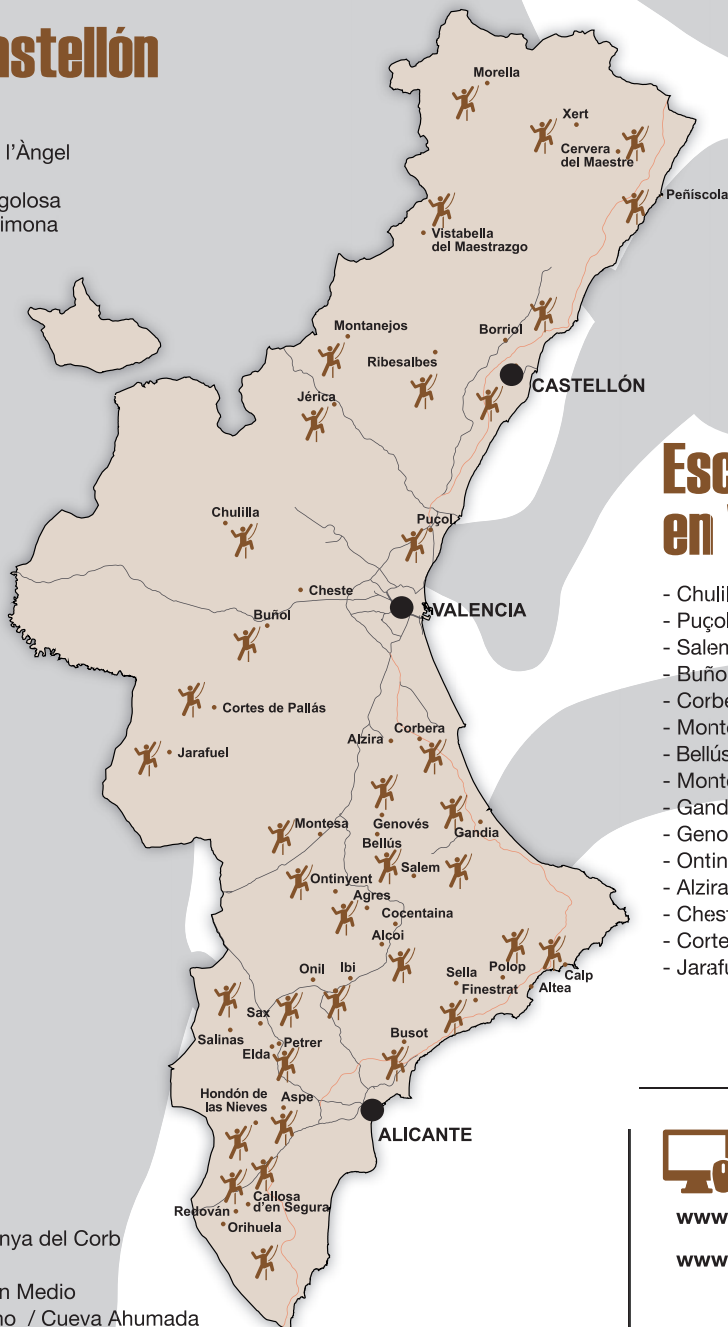 astellón
l'Àngel
golosa
imona
Morella
Xert
Cervera
del Maestre
Peñíscola
Vistabella
del Maestrazgo
Montanejos
Borriol
Ribesalbes
CASTELLÓN
Jérica
Chulilla
Puçol
Cheste
VALENCIA
Buñol
Cortes de Pallás
Corbera
Alzira
Jarafuel
Montesa
Genovés
Gandia
Bellús
Salem
Ontinyent
Agres
Cocentaina
Alcoi
Onil
Ibi
Sella
Polop
Calp
Finestrat
Altea
Sax
Salinas
Petrer
Elda
Busot
Hondón de
las Nieves
Aspe
ALICANTE
Callosa
d'en Segura
Redován
Orihuela
Esc
en
- Chulil
- Puçol
- Salem
- Buño
- Corbe
- Monte
- Bellús
- Monte
- Gand
- Geno
- Ontin
- Alzira
- Chest
- Corte
- Jarafu
nya del Corb
n Medio
no / Cueva Ahumada
www
www